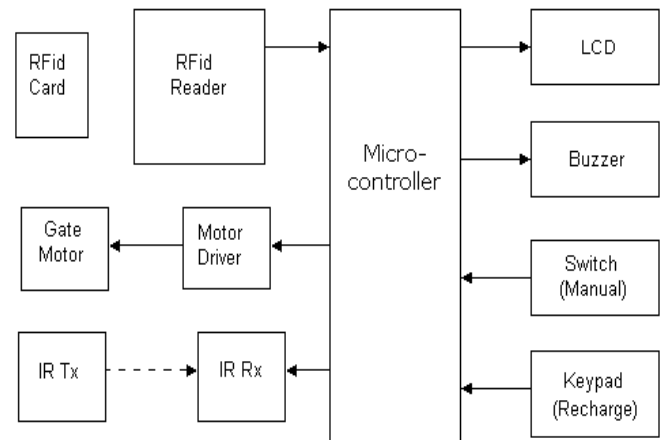 RFid
Card
RFid
Reader
LCD
Micro-
controller
Buzzer
Gate
Motor
Motor
Driver
Switch
(Manual)
IR Tx
IR Rx
Keypad
(Recharge)